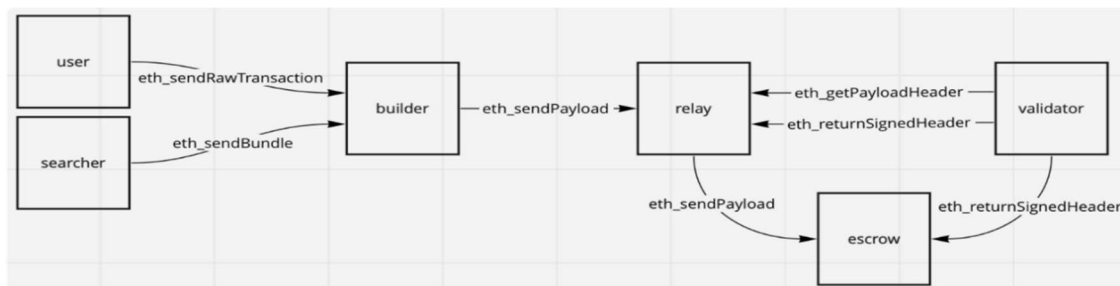 user
eth_sendRawTransaction
searcher
eth_sendBundle
builder
eth_sendPayload
relay
eth_getPayloadHeader
eth_returnSignedHeader
validator
eth_sendPayload
escrow
eth_returnSignedHeader